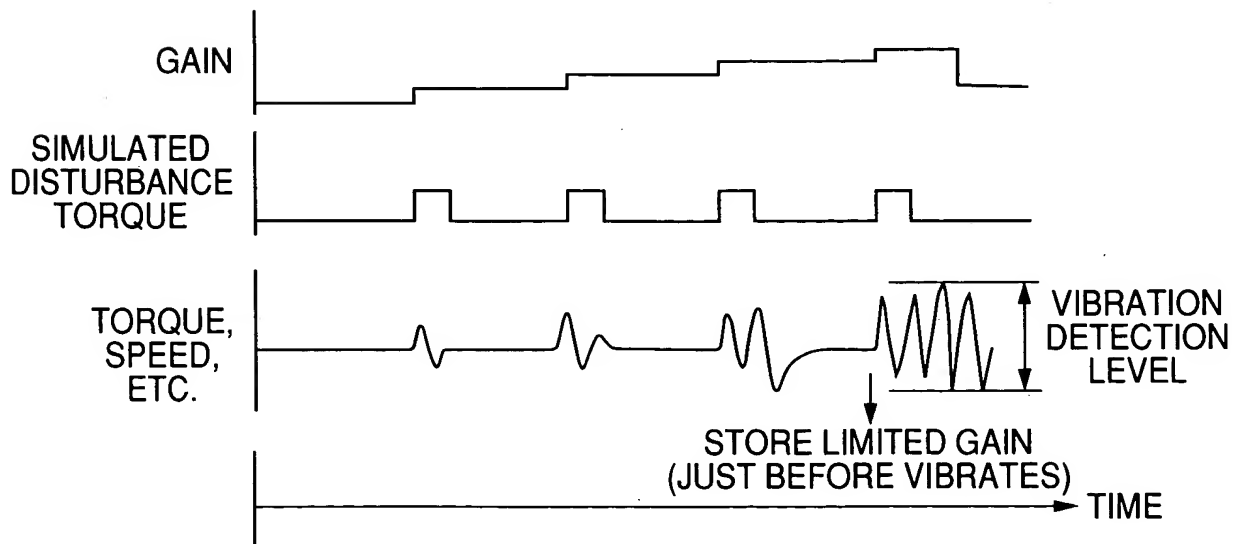 GAIN
SIMULATED
DISTURBANCE
TORQUE
TORQUE,
SPEED,
ETC.
VIBRATION
DETECTION
LEVEL
STORE LIMITED GAIN
(JUST BEFORE VIBRATES)
TIME